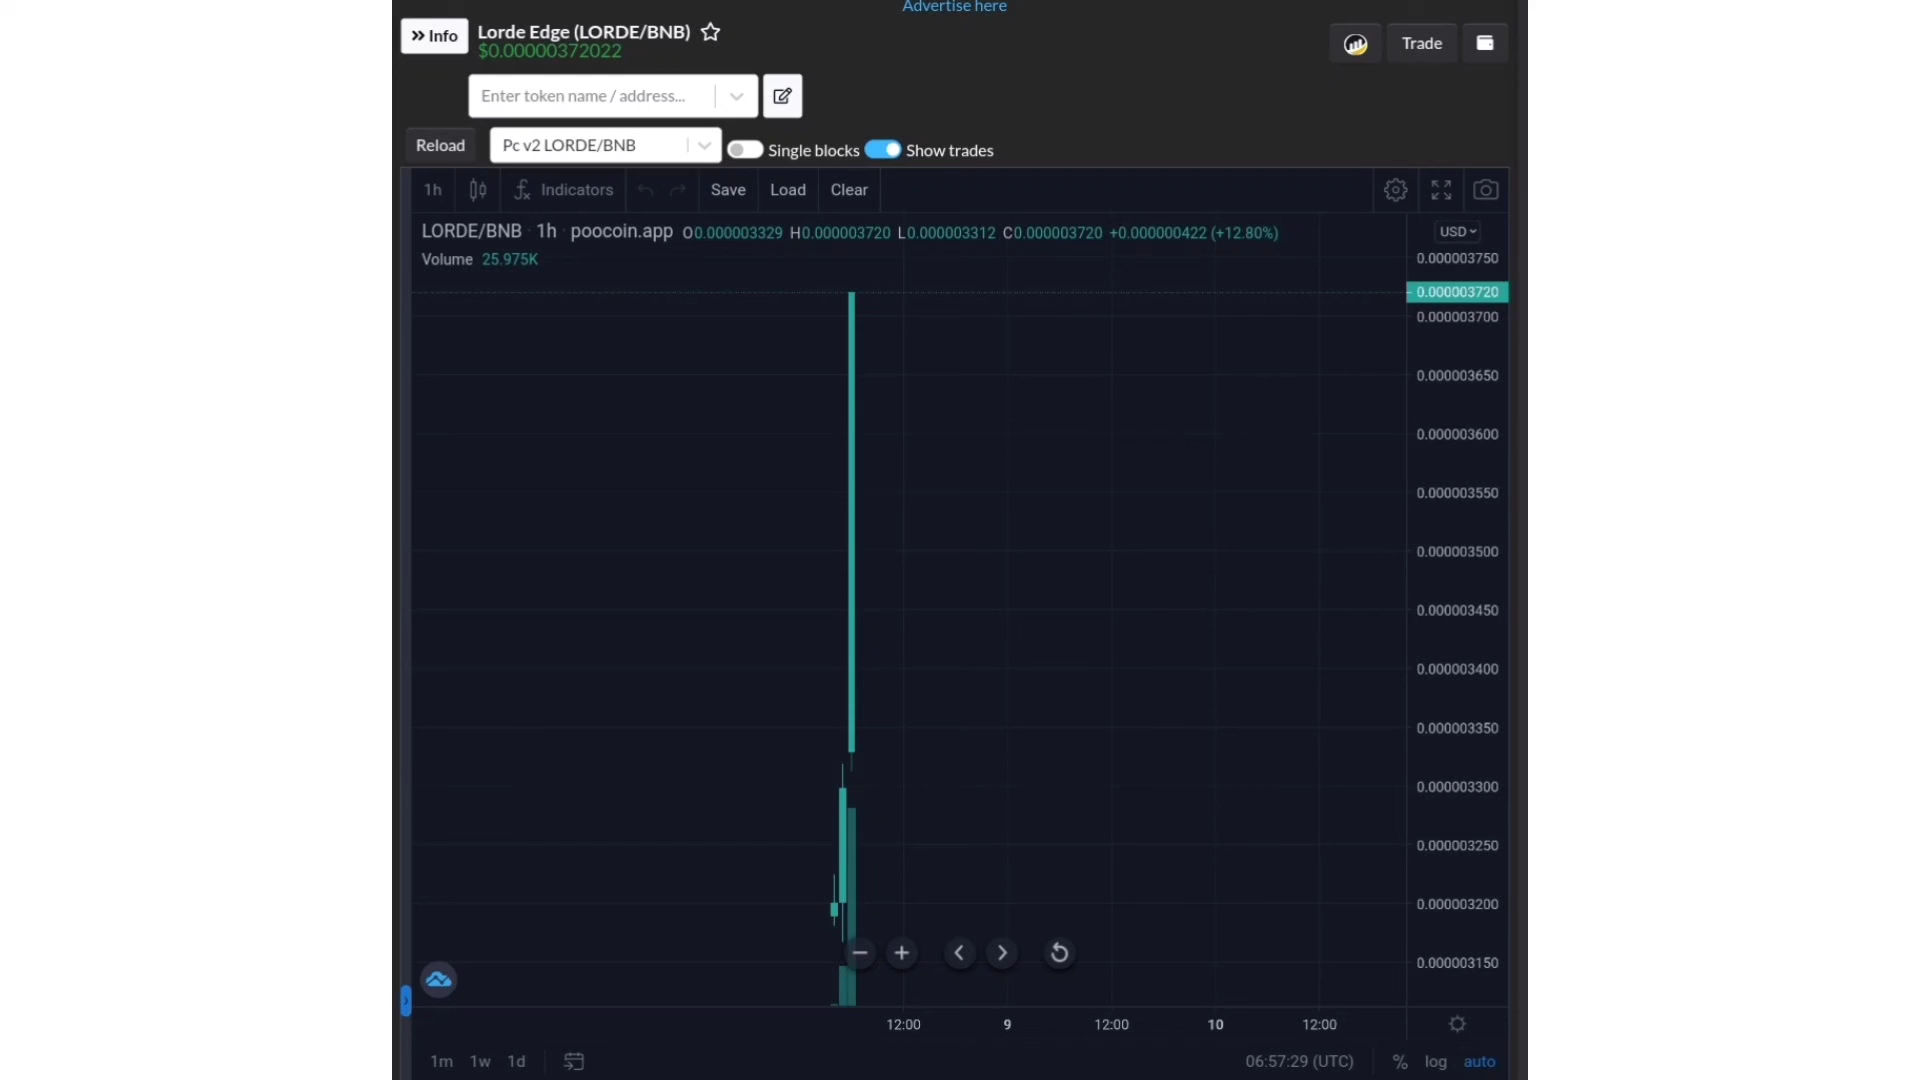 Advertise here
Info
Lorde Edge (LORDE/BNB)
$0.00000372022
Trade
Enter token name / address...
Reload
Pc v2 LORDE/BNB
Single blocks
Show trades
1h
Indicators
Save
Load
Clear
LORDE/BNB · 1h · poocoin.app O0.000003329 H0.000003720 L0.000003312 C0.000003720 +0.000000422 (+12.80%)
USD
Volume 25.975K
0.000003750
0.000003720
0.000003700
0.000003650
0.000003600
0.000003550
0.000003500
0.000003450
0.000003400
0.000003350
0.000003300
0.000003250
0.000003200
0.000003150
12:00 9 12:00 10 12:00
1m 1w 1d
06:57:29 (UTC) % log auto